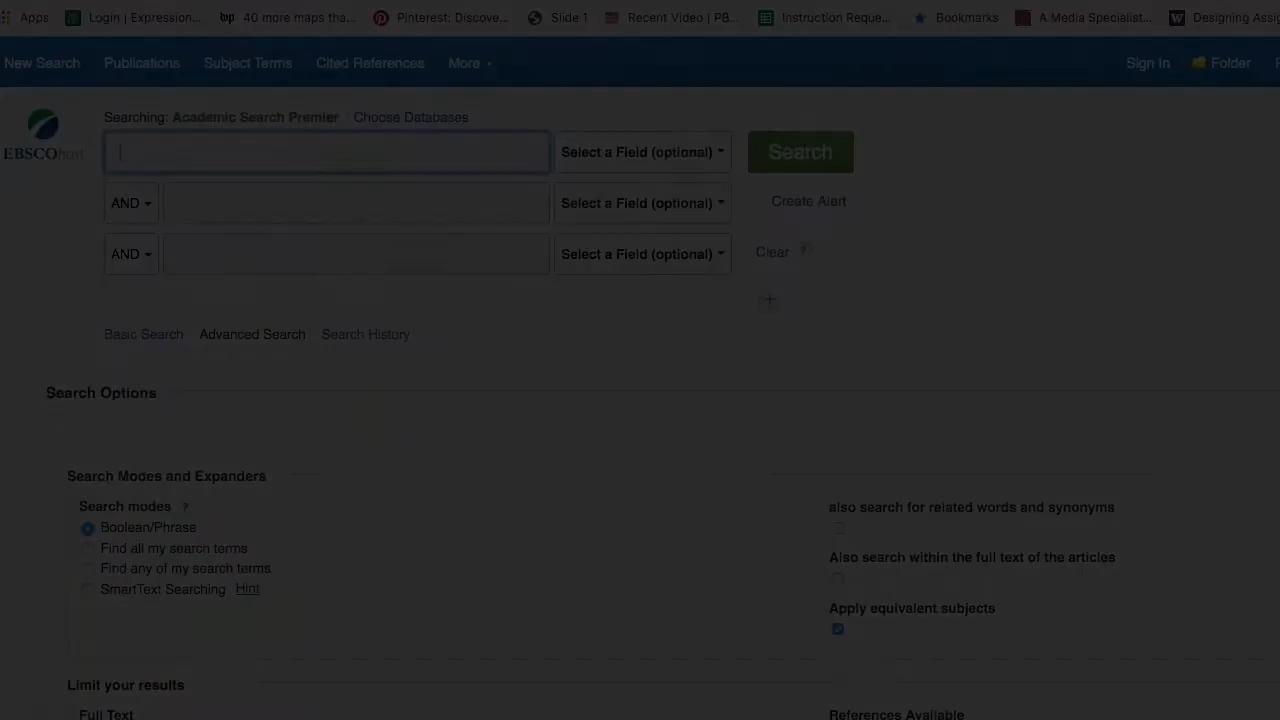 Apps Login | Expression... wp 40 more maps tha... Pinterest: Discove... Slide 1 Recent Video | PB... Instruction Reque... Bookmarks A Media Specialist... W Designing Assig
New Search Publications Subject Terms Cited References More Sign In Folder
Searching: Academic Search Premier Choose Databases
EBSCOhost
Select a Field (optional) Search
AND Select a Field (optional) Create Alert
AND Select a Field (optional) Clear ?
+
Basic Search Advanced Search Search History
Search Options
Search Modes and Expanders
Search modes ? also search for related words and synonyms
Boolean/Phrase
Find all my search terms
Also search within the full text of the articles
Find any of my search terms
SmartText Searching Hint
Apply equivalent subjects
Limit your results
Full Text References Available